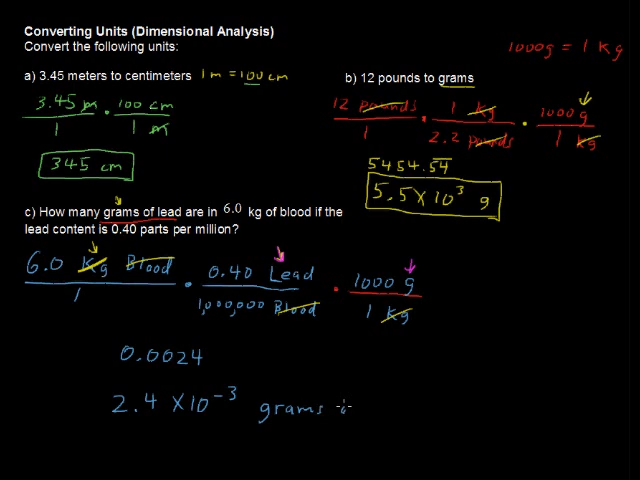 Converting Units (Dimensional Analysis)
Convert the following units:
1000g = 1 kg
a) 3.45 meters to centimeters 1 m = 100 cm
3.45 m · 100 cm
1 1 m
345 cm
b) 12 pounds to grams
12 pounds · 1 kg · 1000 g
1 2.2 pounds 1 kg
5454.54
5.5 × 10³ g
c) How many grams of lead are in 6.0 kg of blood if the
lead content is 0.40 parts per million?
6.0 kg Blood · 0.40 Lead · 1000 g
1 1,000,000 Blood 1 kg
0.0024
2.4 × 10⁻³ grams